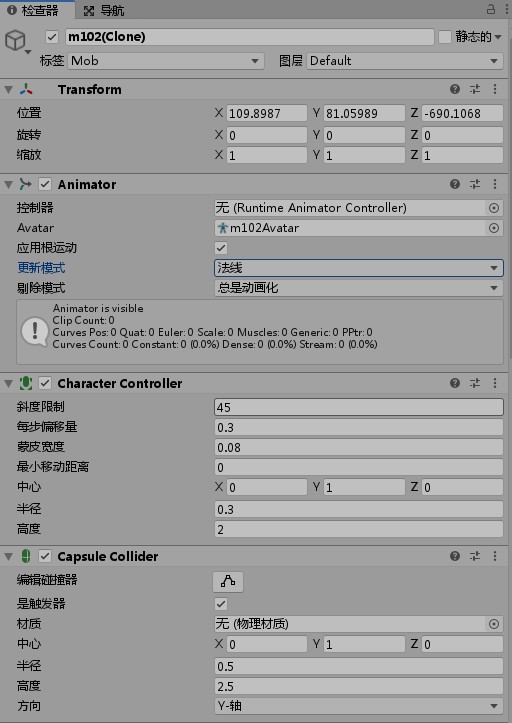 检查器 导航
m102(Clone) 静态的
标签 Mob 图层 Default
Transform
位置 X 109.8987 Y 81.05989 Z -690.1068
旋转 X 0 Y 0 Z 0
缩放 X 1 Y 1 Z 1
Animator
控制器 无 (Runtime Animator Controller)
Avatar m102Avatar
应用根运动
更新模式 法线
剔除模式 总是动画化
Animator is visible
Clip Count: 0
Curves Pos: 0 Quat: 0 Euler: 0 Scale: 0 Muscles: 0 Generic: 0 PPtr: 0
Curves Count: 0 Constant: 0 (0.0%) Dense: 0 (0.0%) Stream: 0 (0.0%)
Character Controller
斜度限制 45
每步偏移量 0.3
蒙皮宽度 0.08
最小移动距离 0
中心 X 0 Y 1 Z 0
半径 0.3
高度 2
Capsule Collider
编辑碰撞器
是触发器
材质 无 (物理材质)
中心 X 0 Y 1 Z 0
半径 0.5
高度 2.5
方向 Y-轴